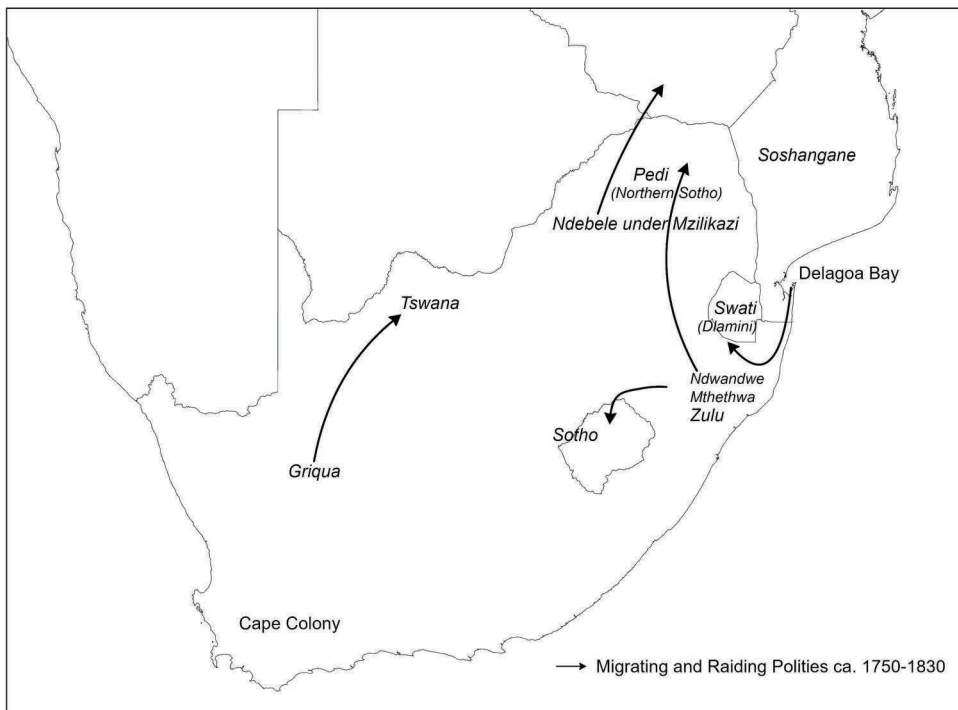 Soshangane
Pedi
(Northern Sotho)
Ndebele under Mzilikazi
Delagoa Bay
Tswana
Swati
(Dlamini)
Ndwandwe
Mthethwa
Zulu
Sotho
Griqua
Cape Colony
Migrating and Raiding Polities ca. 1750-1830